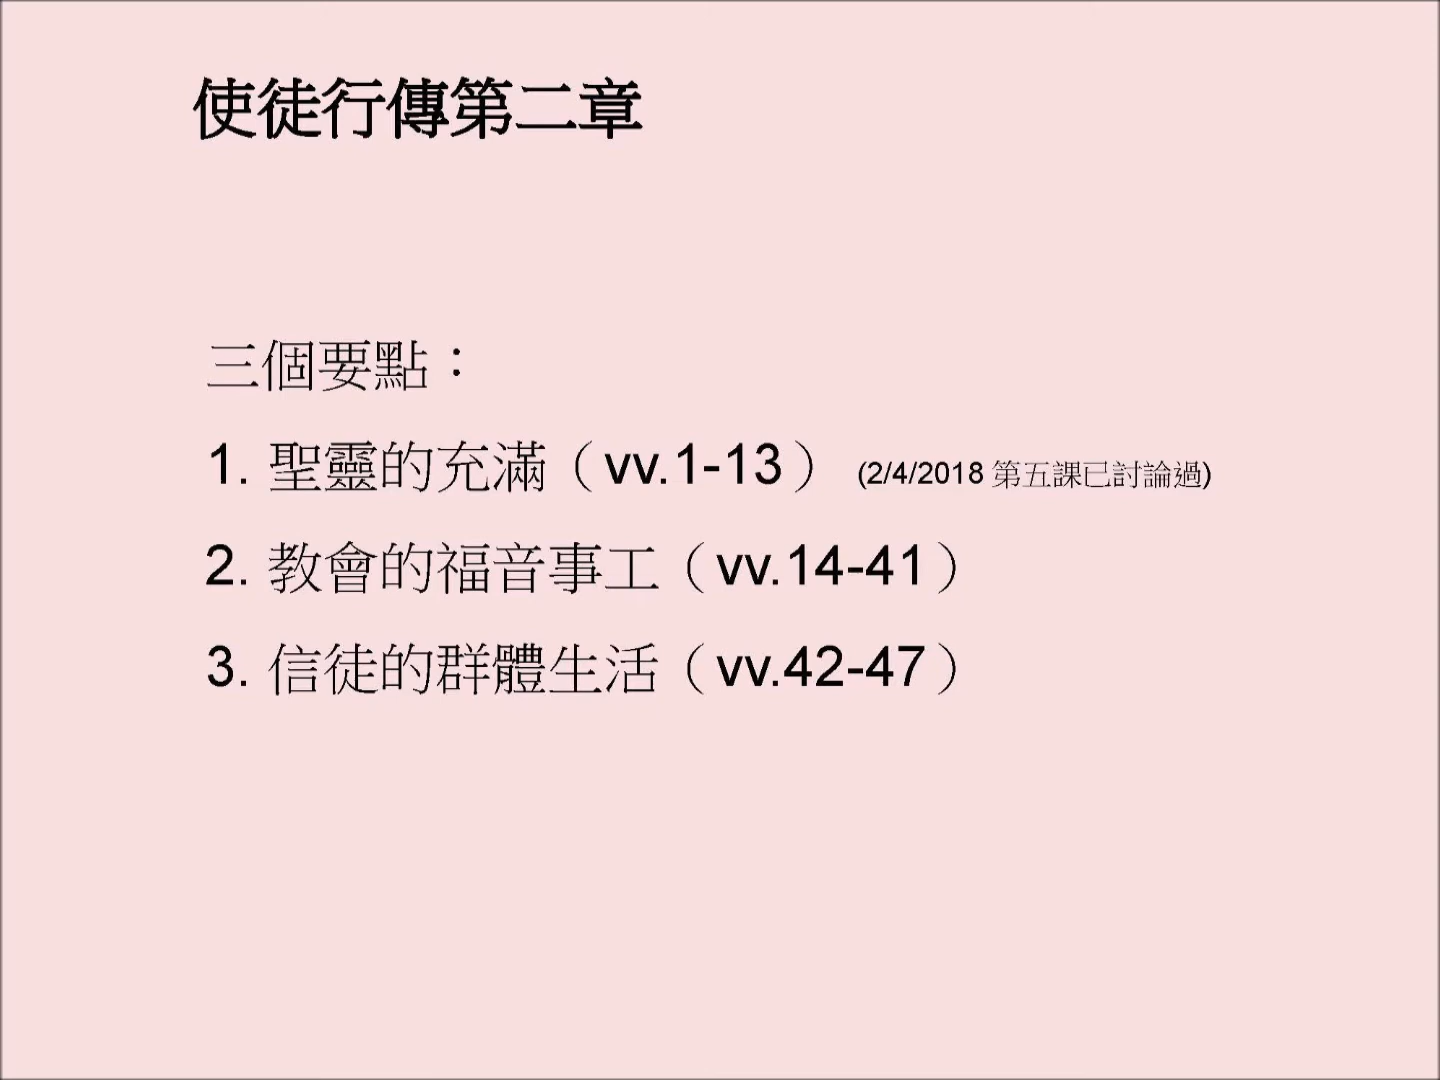 使徒行傳第二章
三個要點：
1. 聖靈的充滿（vv.1-13） (2/4/2018 第五課已討論過)
2. 教會的福音事工（vv.14-41）
3. 信徒的群體生活（vv.42-47）